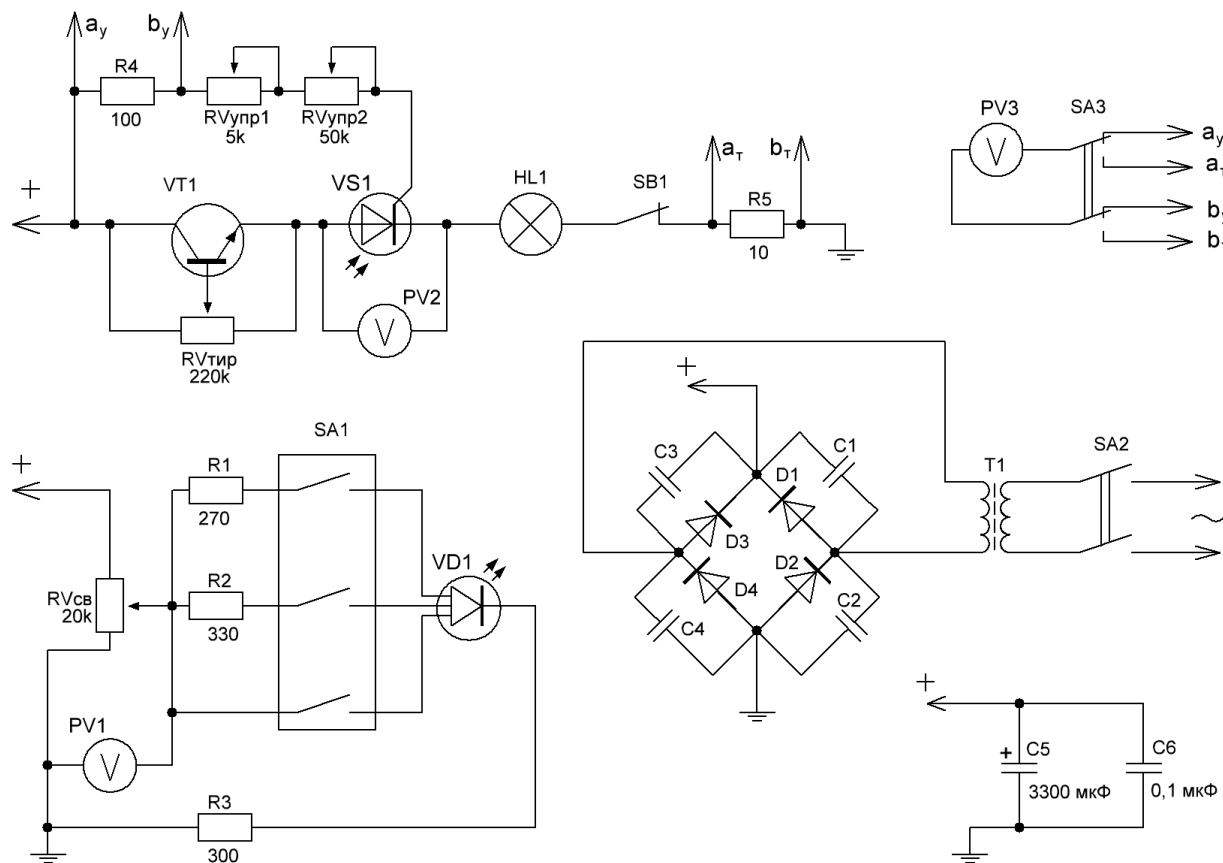 aу
bу
R4
100
RVупр1
5k
RVупр2
50k
+
VT1
VS1
HL1
SB1
aт
bт
R5
10
RVтир
220k
PV2
V
PV3
V
SA3
aу
aт
+
SA1
R1
270
R2
330
RVсв
20k
VD1
PV1
V
R3
300
+
C3
C1
D1
D3
D2
D4
C2
C4
T1
SA2
+
+
C5
3300 мкФ
C6
0,1 мкФ